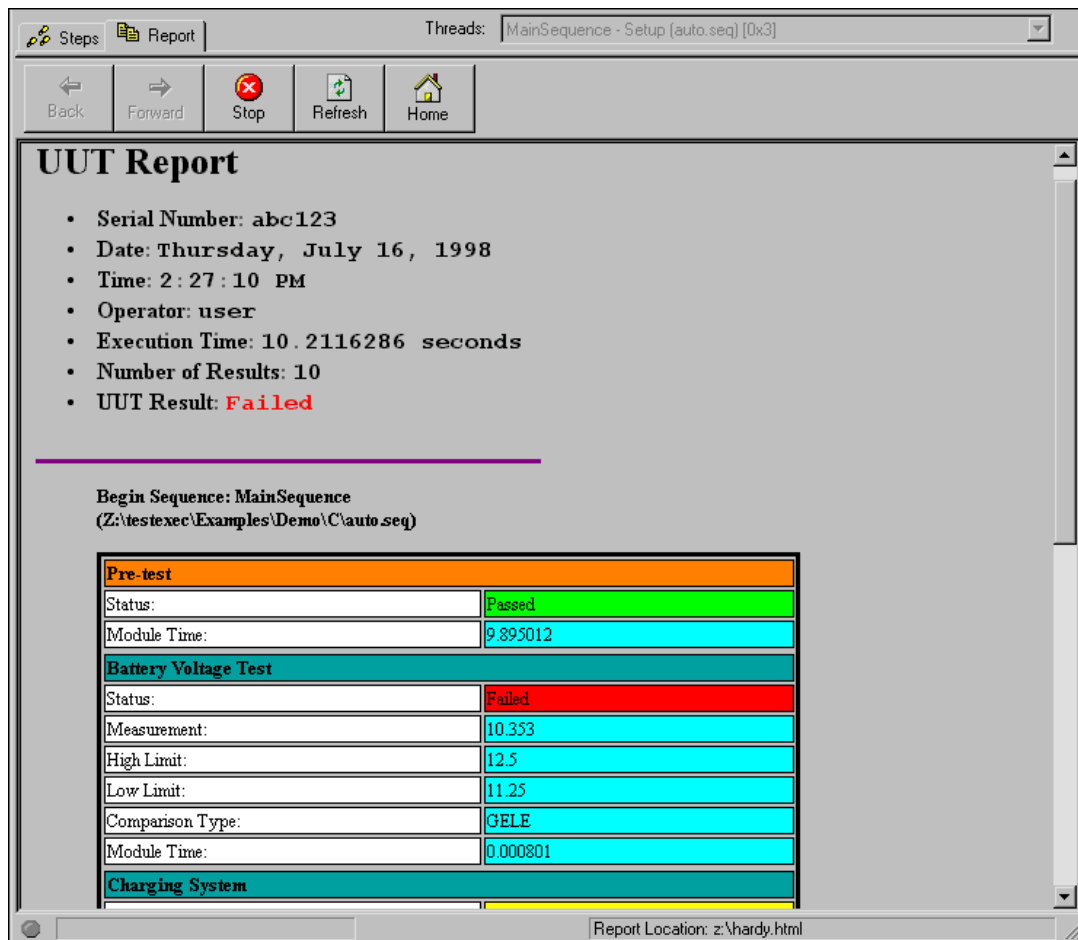 Steps
Report
Threads: MainSequence - Setup (auto.seq) [0x3]
Back
Forward
Stop
Refresh
Home
UUT Report
• Serial Number: abc123
• Date: Thursday, July 16, 1998
• Time: 2:27:10 PM
• Operator: user
• Execution Time: 10.2116286 seconds
• Number of Results: 10
• UUT Result: Failed
Begin Sequence: MainSequence
(Z:\testexec\Examples\Demo\C\auto.seq)
Pre-test
Status: Passed
Module Time: 9.895012
Battery Voltage Test
Status: Failed
Measurement: 10.353
High Limit: 12.5
Low Limit: 11.25
Comparison Type: GELE
Module Time: 0.000801
Charging System
Report Location: z:\hardy.html